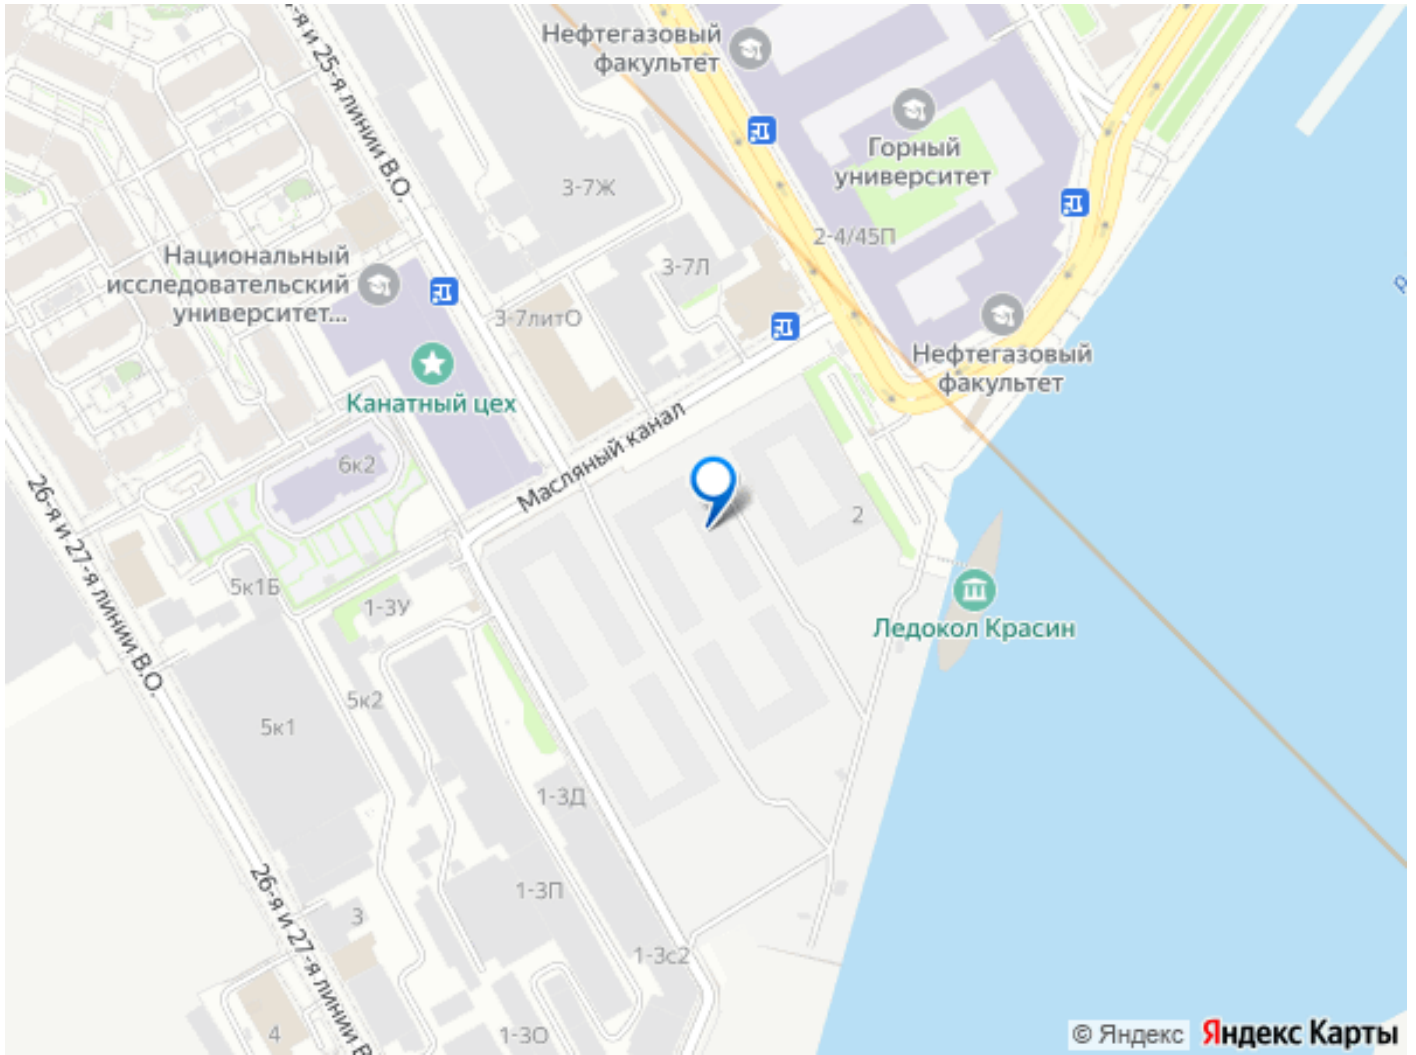 Нефтегазовый
факультет
-я и 25-я линии В.О.
Горный
университет
3-7Ж
2-4/45П
Национальный
исследовательский
университет...
3-7Л
3-7литО
Нефтегазовый
факультет
Канатный цех
Масляный канал
6к2
26-я и 27-я линии В.О.
2
5к1Б
1-3У
Ледокол Красин
5к2
5к1
1-3Д
1-3П
26-я и 27-я линии В
3
1-3с2
4
1-3О
© Яндекс Яндекс Карты